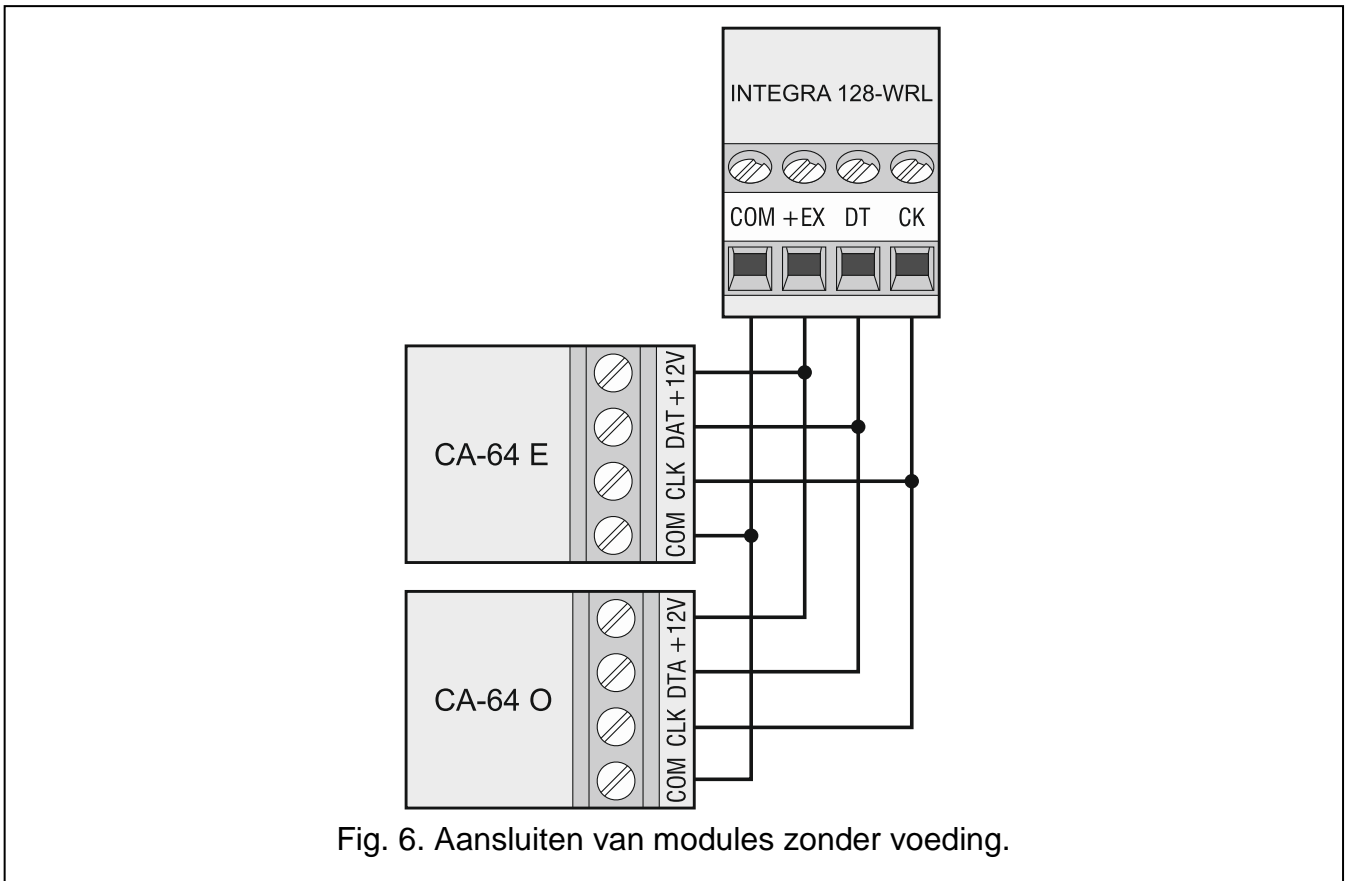 INTEGRA 128-WRL
COM +EX DT CK
CA-64 E
+12V
DAT
CLK
COM
CA-64 O
+12V
DTA
CLK
COM
Fig. 6. Aansluiten van modules zonder voeding.